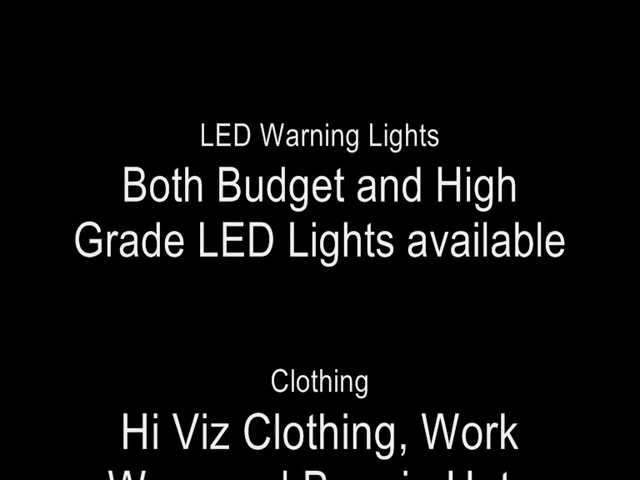 LED Warning Lights
Both Budget and High
Grade LED Lights available
Clothing
Hi Viz Clothing, Work